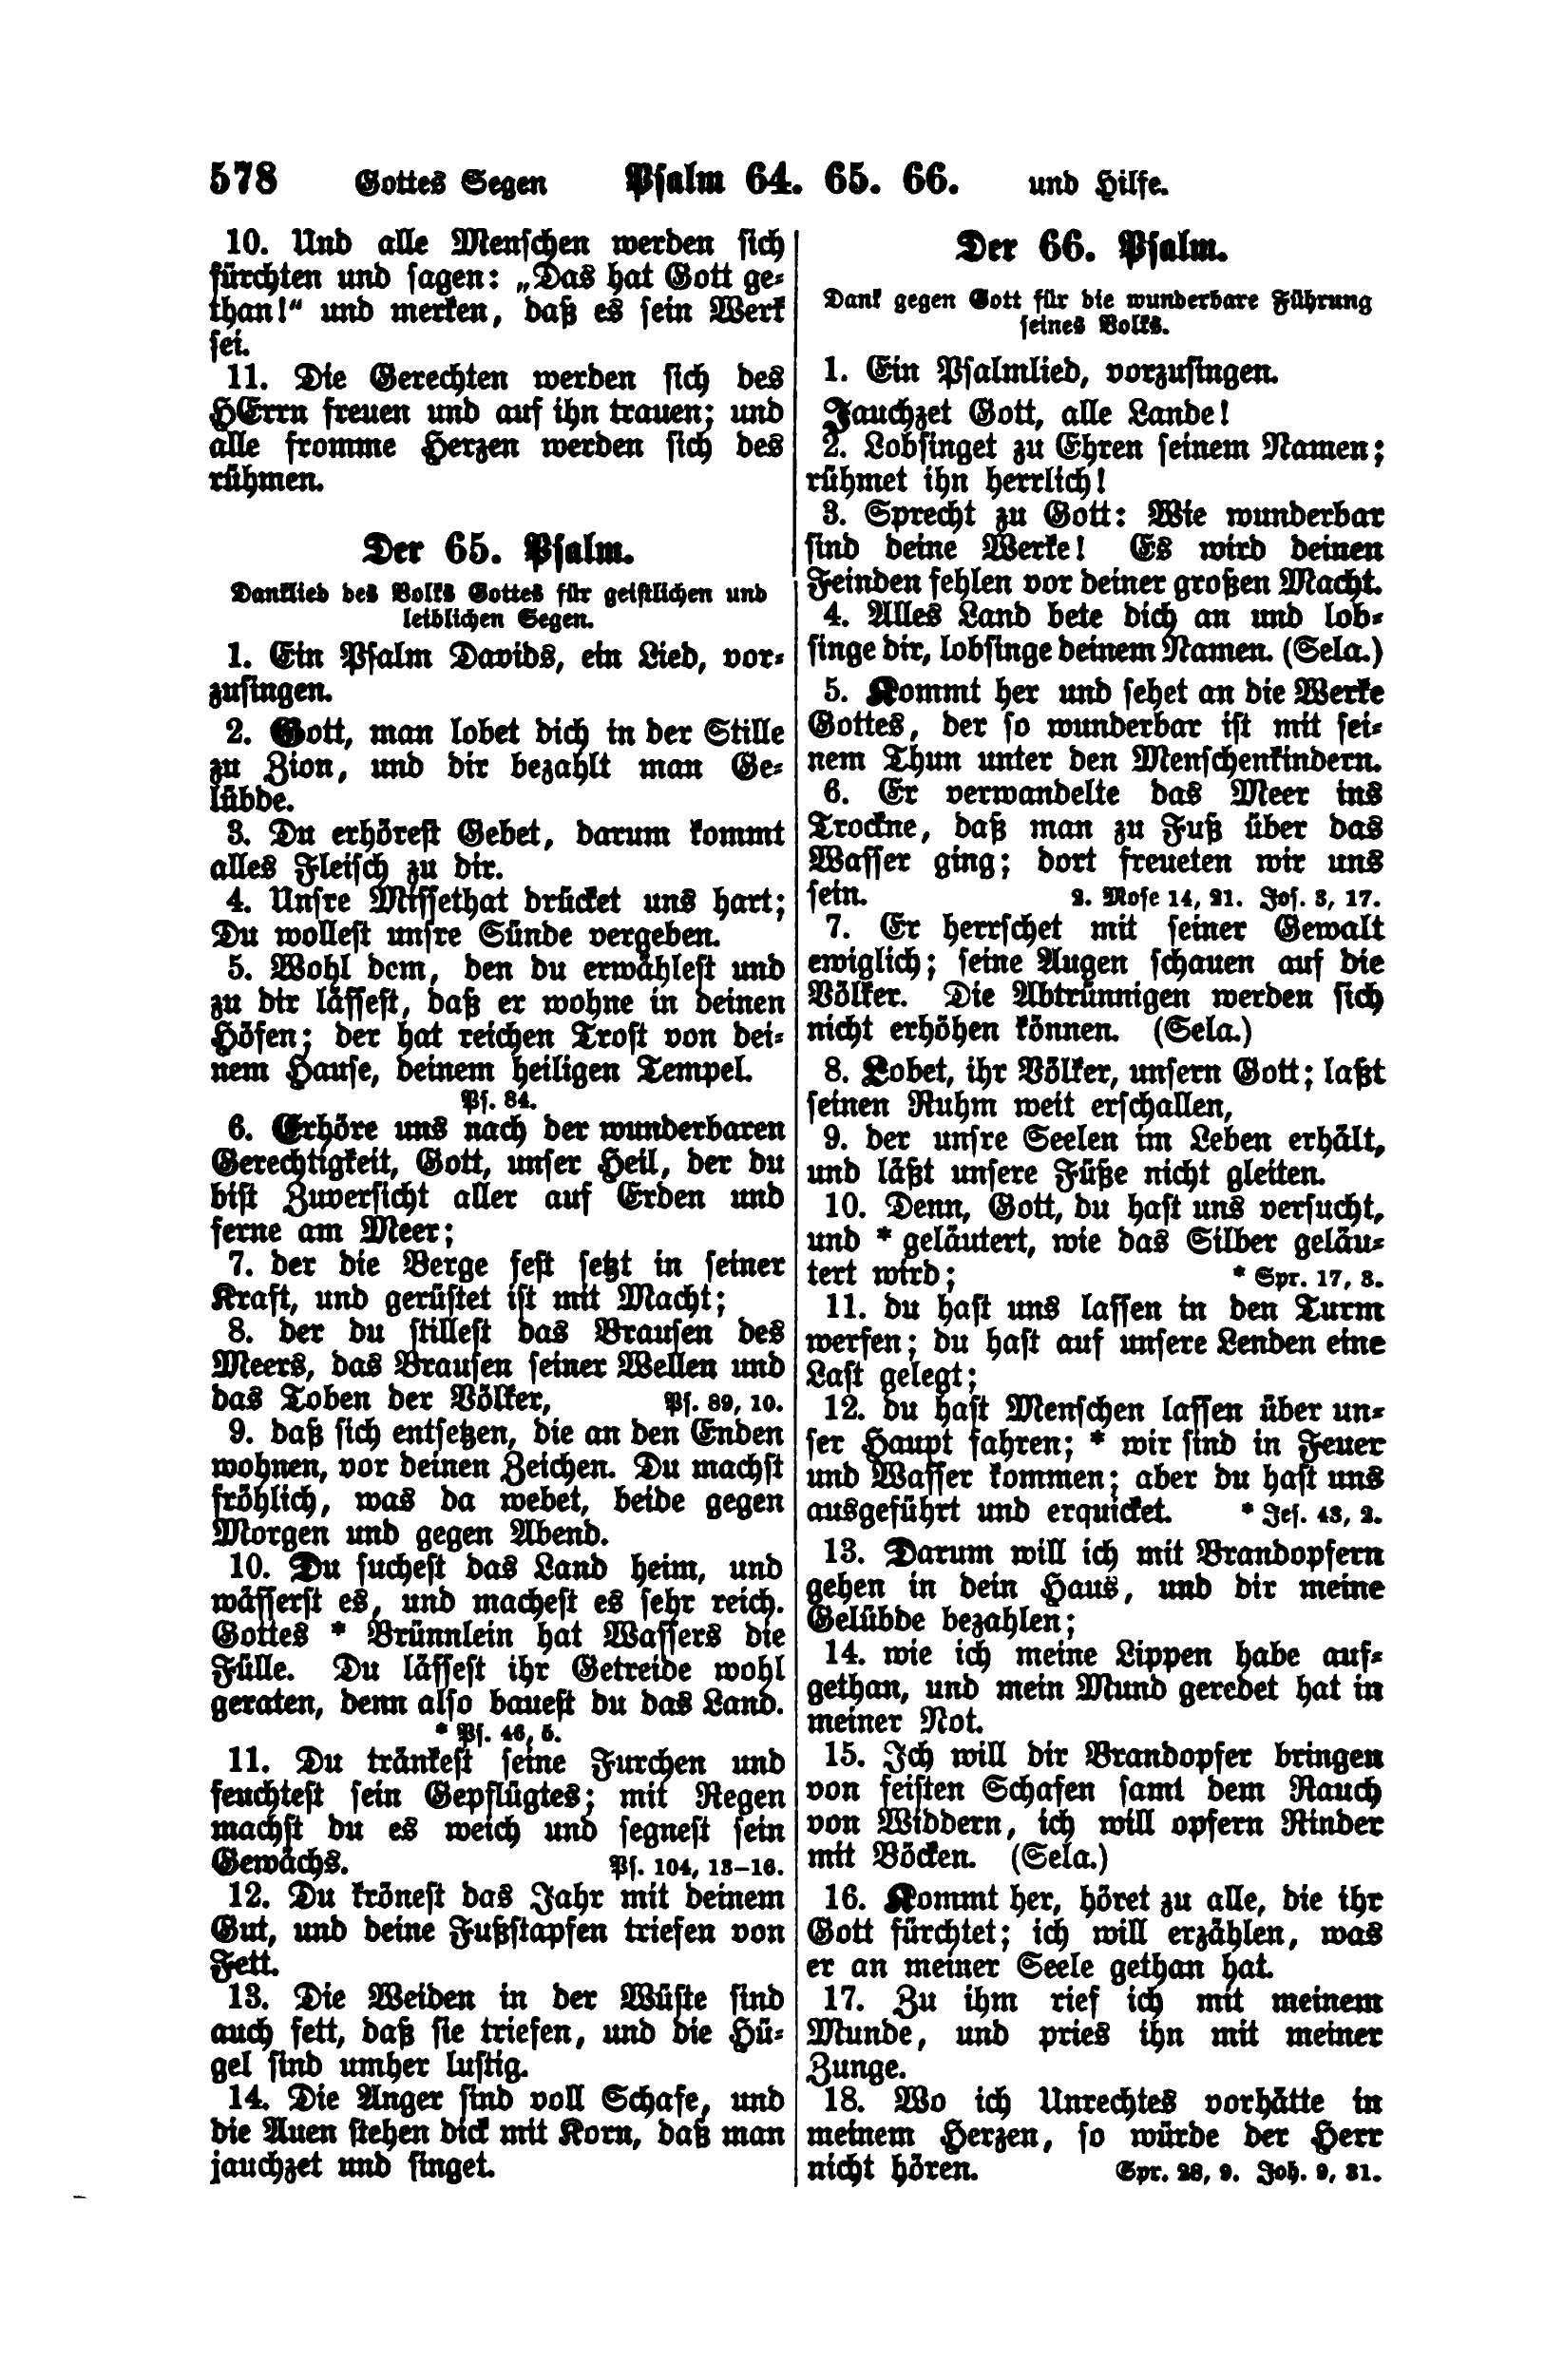 578 Gottes Segen Psalm 64. 65. 66. und Hilfe.
10. Und alle Menschen werden sich
fürchten und sagen: „Das hat Gott ge-
than!“ und merken, daß es sein Werk
sei.
11. Die Gerechten werden sich des
HErrn freuen und auf ihn trauen; und
alle fromme Herzen werden sich des
rühmen.
Der 65. Psalm.
Danklied des Volks Gottes für geistlichen und
leiblichen Segen.
1. Ein Psalm Davids, ein Lied, vor-
zusingen.
2. Gott, man lobet dich in der Stille
zu Zion, und dir bezahlt man Ge-
lübde.
3. Du erhörest Gebet, darum kommt
alles Fleisch zu dir.
4. Unsre Missethat drücket uns hart;
Du wollest unsre Sünde vergeben.
5. Wohl dem, den du erwählest und
zu dir lässest, daß er wohne in deinen
Höfen; der hat reichen Trost von dei-
nem Hause, deinem heiligen Tempel.
Ps. 84.
6. Erhöre uns nach der wunderbaren
Gerechtigkeit, Gott, unser Heil, der du
bist Zuversicht aller auf Erden und
ferne am Meer;
7. der die Berge fest setzt in seiner
Kraft, und gerüstet ist mit Macht;
8. der du stillest das Brausen des
Meers, das Brausen seiner Wellen und
das Toben der Völker, Ps. 89, 10.
9. daß sich entsetzen, die an den Enden
wohnen, vor deinen Zeichen. Du machst
fröhlich, was da webet, beide gegen
Morgen und gegen Abend.
10. Du suchest das Land heim, und
wässerst es, und machest es sehr reich.
Gottes * Brünnlein hat Wassers die
Fülle. Du lässest ihr Getreide wohl
geraten, denn also bauest du das Land.
* Ps. 46, 5.
11. Du tränkest seine Furchen und
feuchtest sein Gepflügtes; mit Regen
machst du es weich und segnest sein
Gewächs. Ps. 104, 13–16.
12. Du krönest das Jahr mit deinem
Gut, und deine Fußstapfen triefen von
Fett.
13. Die Weiden in der Wüste sind
auch fett, daß sie triefen, und die Hü-
gel sind umher lustig.
14. Die Anger sind voll Schafe, und
die Auen stehen dick mit Korn, daß man
jauchzet und singet.
Der 66. Psalm.
Dank gegen Gott für die wunderbare Führung
seines Volks.
1. Ein Psalmlied, vorzusingen.
Jauchzet Gott, alle Lande!
2. Lobsinget zu Ehren seinem Namen;
rühmet ihn herrlich!
3. Sprecht zu Gott: Wie wunderbar
sind deine Werke! Es wird deinen
Feinden fehlen vor deiner großen Macht.
4. Alles Land bete dich an und lob-
singe dir, lobsinge deinem Namen. (Sela.)
5. Kommt her und sehet an die Werke
Gottes, der so wunderbar ist mit sei-
nem Thun unter den Menschenkindern.
6. Er verwandelte das Meer ins
Trockne, daß man zu Fuß über das
Wasser ging; dort freueten wir uns
sein. 2. Mose 14, 21. Jos. 3, 17.
7. Er herrschet mit seiner Gewalt
ewiglich; seine Augen schauen auf die
Völker. Die Abtrünnigen werden sich
nicht erhöhen können. (Sela.)
8. Lobet, ihr Völker, unsern Gott; laßt
seinen Ruhm weit erschallen,
9. der unsre Seelen im Leben erhält,
und läßt unsere Füße nicht gleiten.
10. Denn, Gott, du hast uns versucht,
und * geläutert, wie das Silber geläu-
tert wird; * Spr. 17, 3.
11. du hast uns lassen in den Turm
werfen; du hast auf unsere Lenden eine
Last gelegt;
12. du hast Menschen lassen über un-
ser Haupt fahren; * wir sind in Feuer
und Wasser kommen; aber du hast uns
ausgeführt und erquicket. * Jes. 43, 2.
13. Darum will ich mit Brandopfern
gehen in dein Haus, und dir meine
Gelübde bezahlen;
14. wie ich meine Lippen habe auf-
gethan, und mein Mund geredet hat in
meiner Not.
15. Ich will dir Brandopfer bringen
von feisten Schafen samt dem Rauch
von Widdern, ich will opfern Rinder
mit Böcken. (Sela.)
16. Kommt her, höret zu alle, die ihr
Gott fürchtet; ich will erzählen, was
er an meiner Seele gethan hat.
17. Zu ihm rief ich mit meinem
Munde, und pries ihn mit meiner
Zunge.
18. Wo ich Unrechtes vorhätte in
meinem Herzen, so würde der Herr
nicht hören. Spr. 28, 9. Joh. 9, 31.